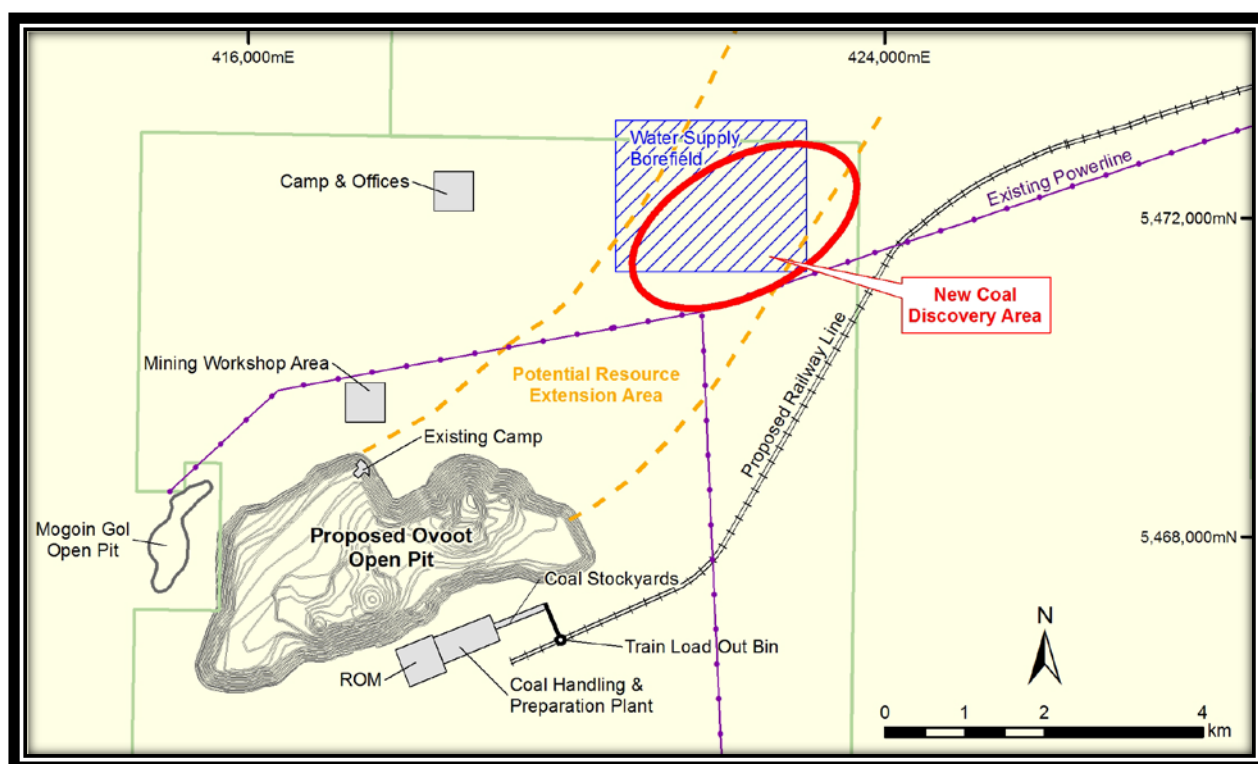 416,000mE
424,000mE
Water Supply
Borefield
Camp & Offices
Existing Powerline
5,472,000mN
New Coal
Discovery Area
Mining Workshop Area
Potential Resource
Extension Area
Proposed Railway Line
Existing Camp
Mogoin Gol
Open Pit
Proposed Ovoot
Open Pit
5,468,000mN
Coal Stockyards
N
Train Load Out Bin
ROM
Coal Handling &
Preparation Plant
0 1 2 4
km